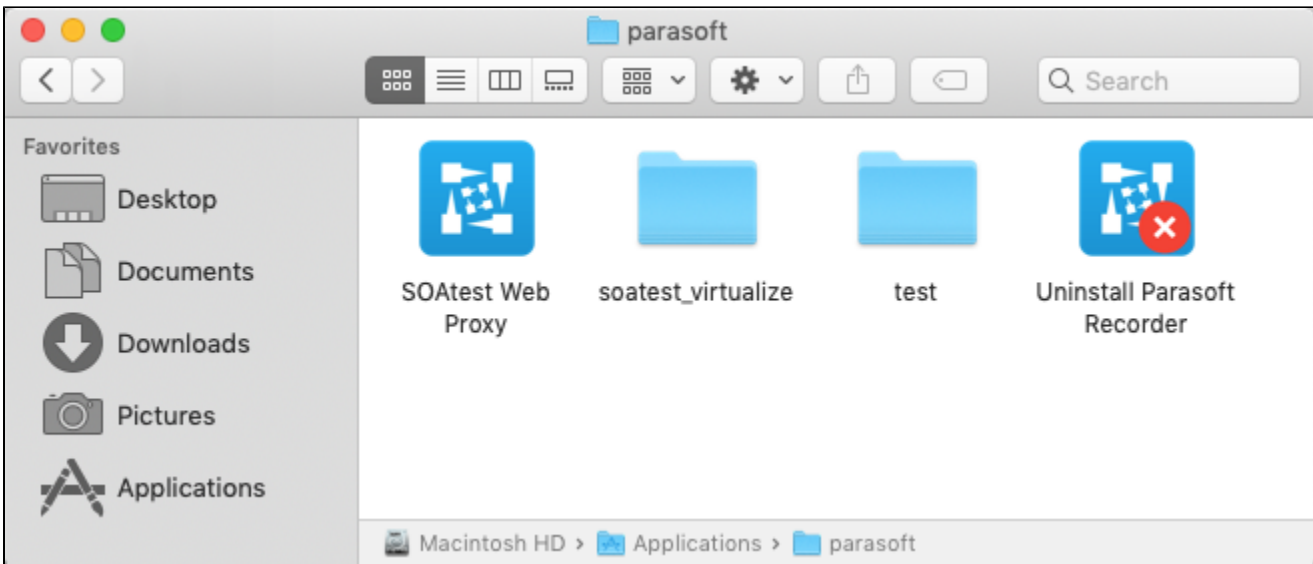 parasoft
Search
Favorites
Desktop
Documents
Downloads
Pictures
Applications
SOAtest Web
Proxy
soatest_virtualize
test
Uninstall Parasoft
Recorder
Macintosh HD › Applications › parasoft